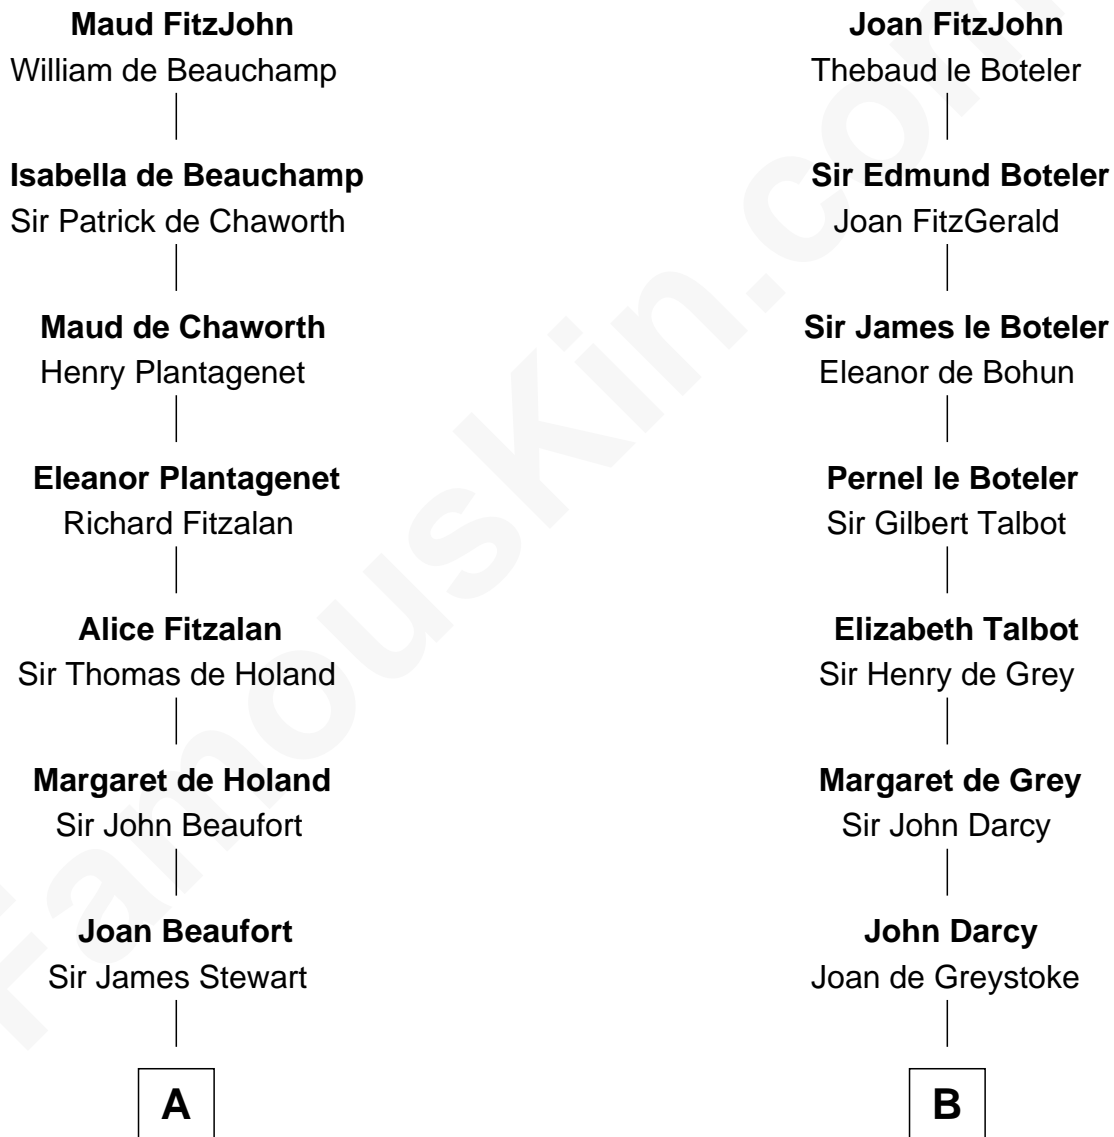 Maud FitzJohn
William de Beauchamp
Isabella de Beauchamp
Sir Patrick de Chaworth
Maud de Chaworth
Henry Plantagenet
Eleanor Plantagenet
Richard Fitzalan
Alice Fitzalan
Sir Thomas de Holand
Margaret de Holand
Sir John Beaufort
Joan Beaufort
Sir James Stewart
A
Joan FitzJohn
Thebaud le Boteler
Sir Edmund Boteler
Joan FitzGerald
Sir James le Boteler
Eleanor de Bohun
Pernel le Boteler
Sir Gilbert Talbot
Elizabeth Talbot
Sir Henry de Grey
Margaret de Grey
Sir John Darcy
John Darcy
Joan de Greystoke
B
FamousKin.com